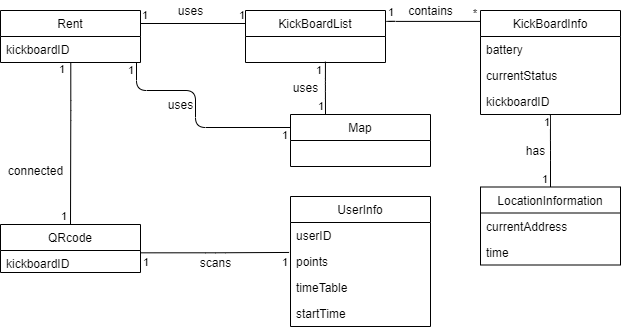 Rent
kickboardID
1
uses
1
KickBoardList
1
contains
*
KickBoardInfo
battery
currentStatus
kickboardID
1
1
1
uses
1
uses
1
Map
1
has
1
LocationInformation
currentAddress
time
connected
1
QRcode
kickboardID
1
scans
1
UserInfo
userID
points
timeTable
startTime